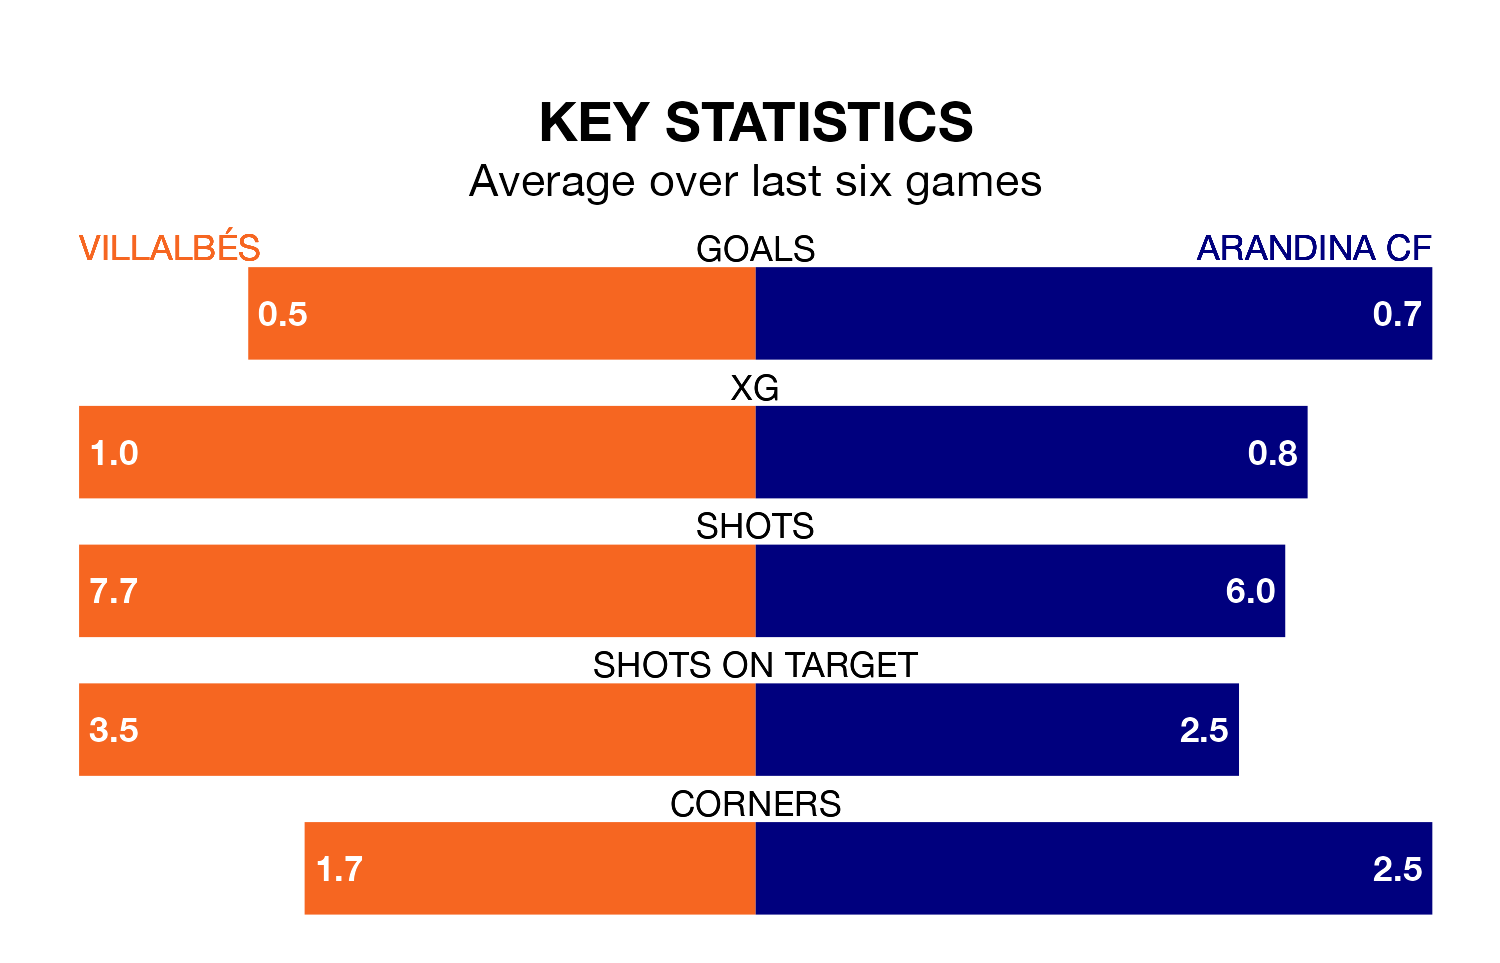 KEY STATISTICS
Average over last six games
VILLALBÉS GOALS ARANDINA CF
0.5 0.7
XG
1.0 0.8
SHOTS
7.7 6.0
SHOTS ON TARGET
3.5 2.5
CORNERS
1.7 2.5